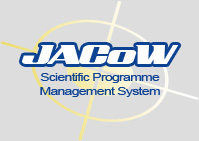 JACoW
Scientific Programme
Management System